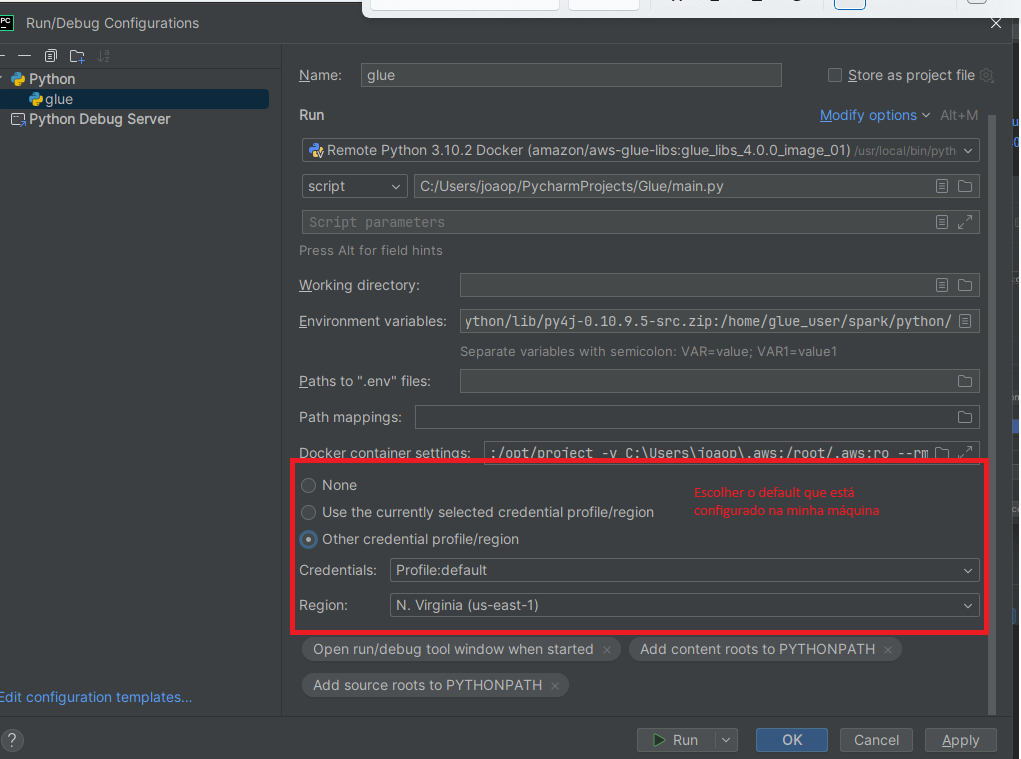 PC
Run/Debug Configurations
Python
glue
Python Debug Server
Name:
glue
Store as project file
Run
Modify options
Alt+M
Remote Python 3.10.2 Docker (amazon/aws-glue-libs:glue_libs_4.0.0_image_01) /usr/local/bin/pyth
script
C:/Users/joaop/PycharmProjects/Glue/main.py
Script parameters
Press Alt for field hints
Working directory:
Environment variables:
ython/lib/py4j-0.10.9.5-src.zip:/home/glue_user/spark/python/
Separate variables with semicolon: VAR=value; VAR1=value1
Paths to ".env" files:
Path mappings:
Docker container settings:
:/opt/project -v C:\Users\joaop\.aws:/root/.aws:ro --rm
None
Use the currently selected credential profile/region
Escolher o default que está
configurado na minha máquina
Other credential profile/region
Credentials:
Profile:default
Region:
N. Virginia (us-east-1)
Open run/debug tool window when started
Add content roots to PYTHONPATH
Add source roots to PYTHONPATH
Edit configuration templates...
?
Run
OK
Cancel
Apply